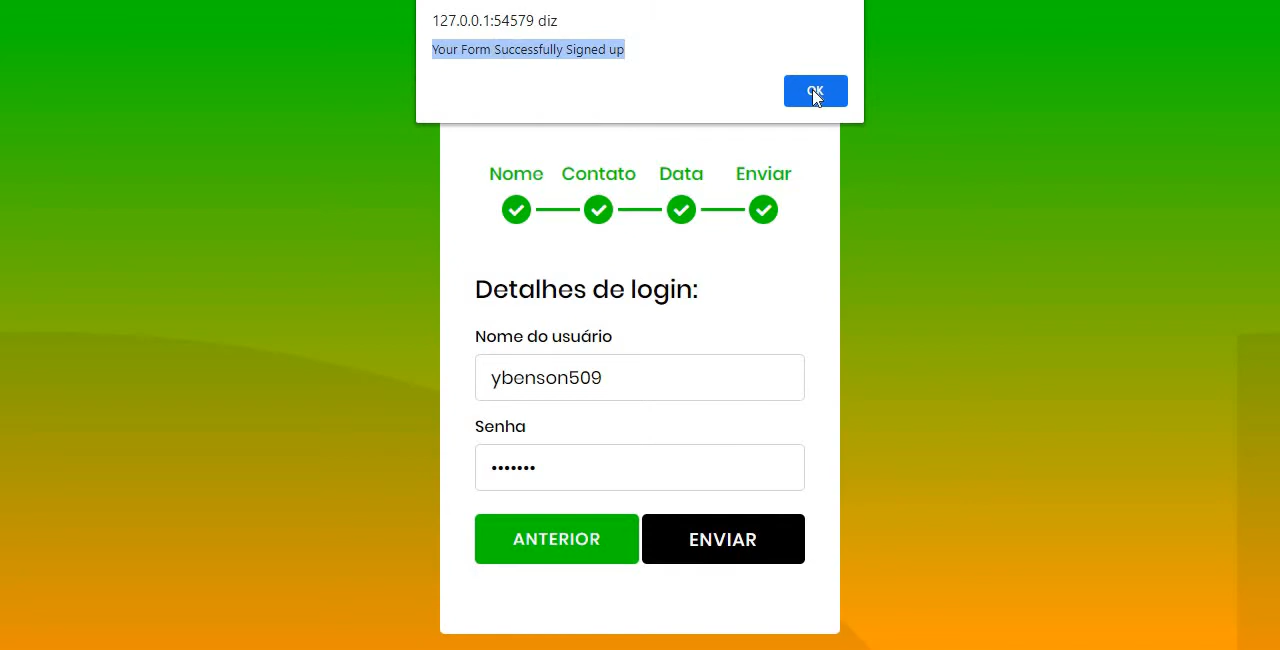 127.0.0.1:54579 diz
Your Form Successfully Signed up
OK
Nome Contato Data Enviar
Detalhes de login:
Nome do usuário
ybenson509
Senha
•••••••
ANTERIOR ENVIAR